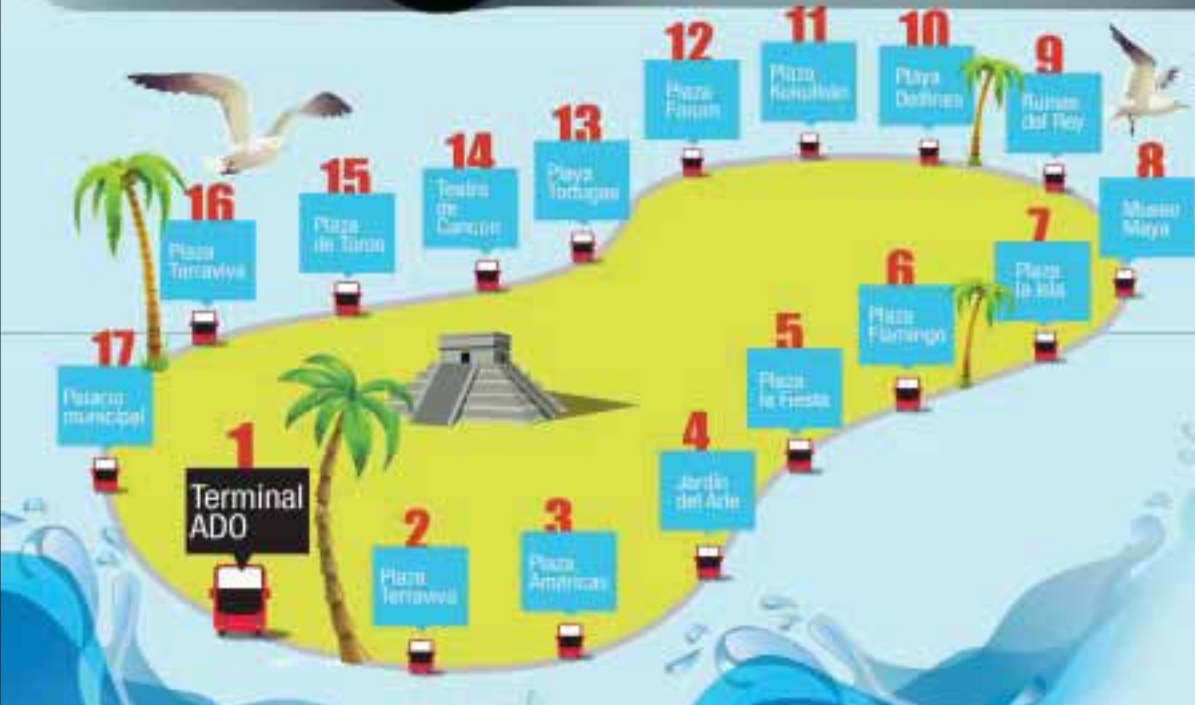 1
Terminal
ADO
2
Plaza
Terraviva
3
Plaza
Américas
4
Jardín
del Arte
5
Plaza
la Fiesta
6
Plaza
Flamingo
7
Plaza
la Isla
8
Museo
Maya
9
Ruinas
del Rey
10
Playa
Delfines
11
Plaza
Kukulkán
12
Plaza
Forum
13
Playa
Tortugas
14
Teatro
de
Cancún
15
Plaza
de Toros
16
Plaza
Terraviva
17
Palacio
municipal